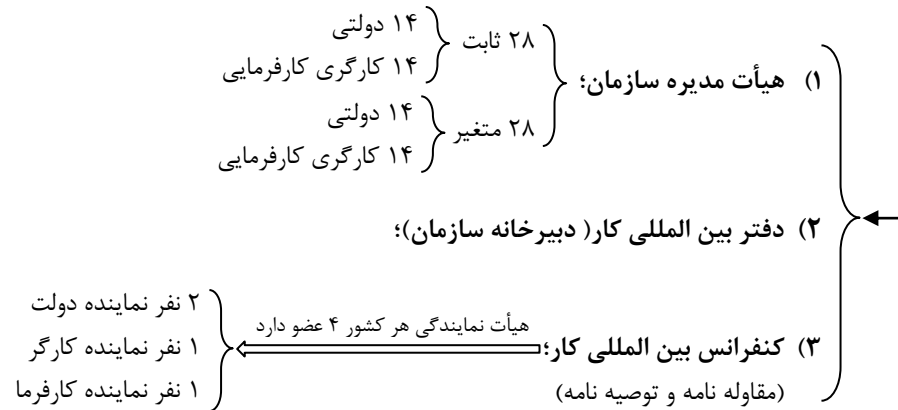 ۱) هیأت مدیره سازمان؛
۲۸ ثابت
۱۴ دولتی
۱۴ کارگری کارفرمایی
۲۸ متغیر
۱۴ دولتی
۱۴ کارگری کارفرمایی
۲) دفتر بین المللی کار( دبیرخانه سازمان)؛
۳) کنفرانس بین المللی کار؛
(مقاوله نامه و توصیه نامه)
هیأت نمایندگی هر کشور ۴ عضو دارد
۲ نفر نماینده دولت
۱ نفر نماینده کارگر
۱ نفر نماینده کارفرما